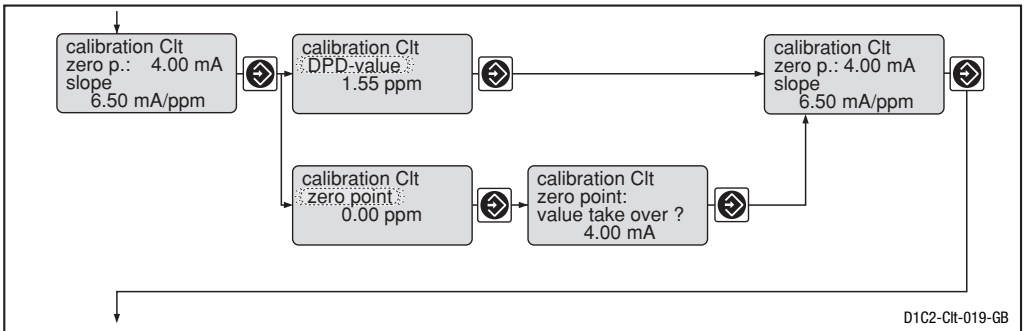 calibration Clt
zero p.: 4.00 mA
slope
6.50 mA/ppm
calibration Clt
DPD-value
1.55 ppm
calibration Clt
zero p.: 4.00 mA
slope
6.50 mA/ppm
calibration Clt
zero point
0.00 ppm
calibration Clt
zero point:
value take over ?
4.00 mA
D1C2-Clt-019-GB